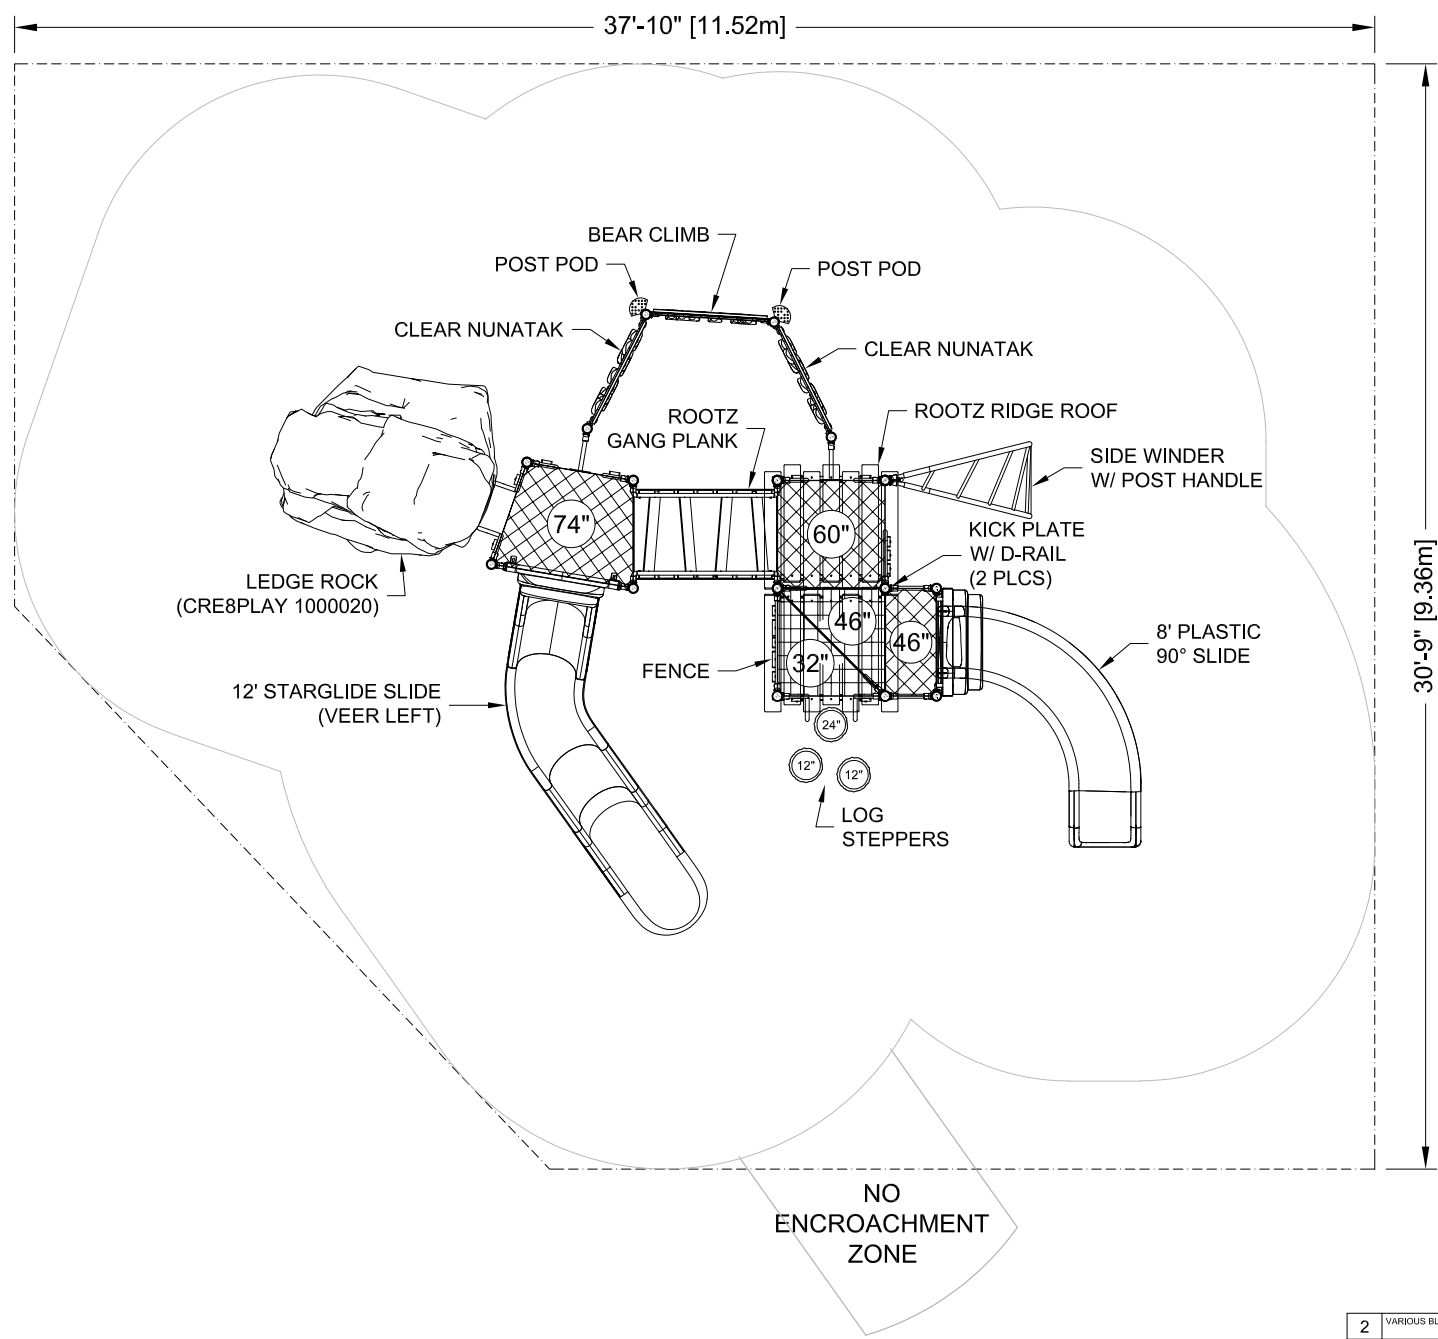 37'-10" [11.52m]
BEAR CLIMB
POST POD
POST POD
CLEAR NUNATAK
CLEAR NUNATAK
ROOTZ
GANG PLANK
ROOTZ RIDGE ROOF
SIDE WINDER
W/ POST HANDLE
74"
60"
KICK PLATE
W/ D-RAIL
(2 PLCS)
LEDGE ROCK
(CRE8PLAY 1000020)
46"
46"
32"
FENCE
8' PLASTIC
90° SLIDE
30'-9" [9.36m]
12' STARGLIDE SLIDE
(VEER LEFT)
24"
12"
12"
LOG
STEPPERS
NO
ENCROACHMENT
ZONE
2
VARIOUS